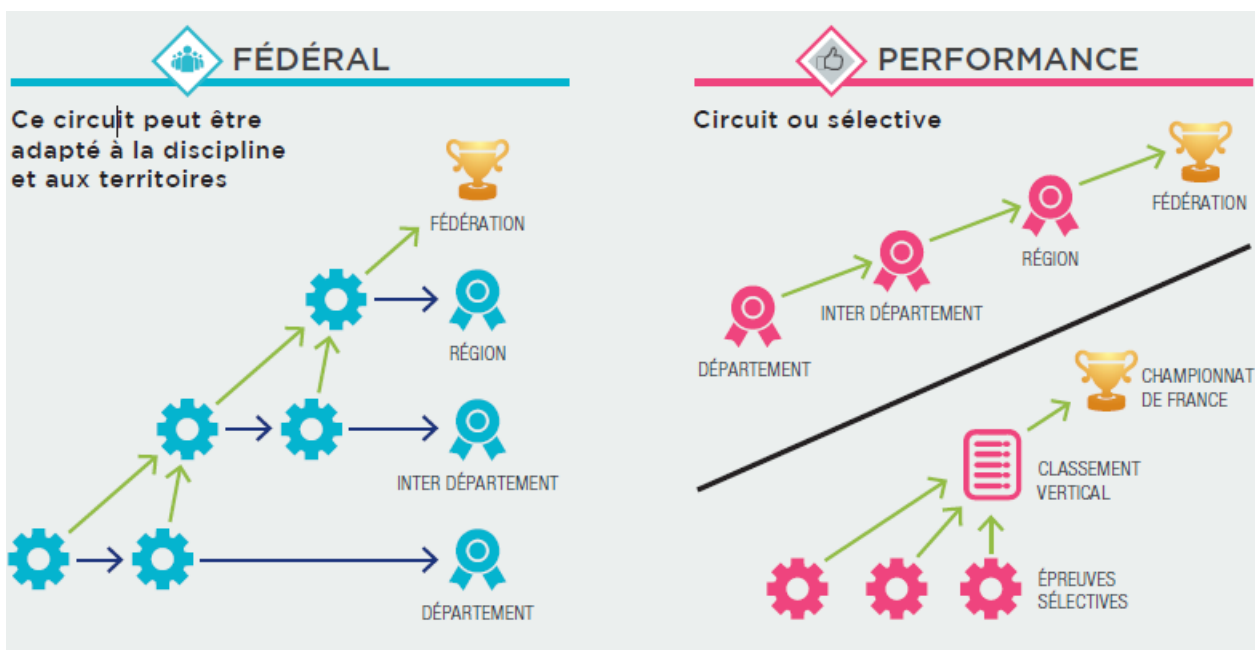 FÉDÉRAL
Ce circuit peut être
adapté à la discipline
et aux territoires
FÉDÉRATION
RÉGION
INTER DÉPARTEMENT
DÉPARTEMENT
PERFORMANCE
Circuit ou sélective
FÉDÉRATION
RÉGION
INTER DÉPARTEMENT
DÉPARTEMENT
CHAMPIONNAT
DE FRANCE
CLASSEMENT
VERTICAL
ÉPREUVES
SÉLECTIVES